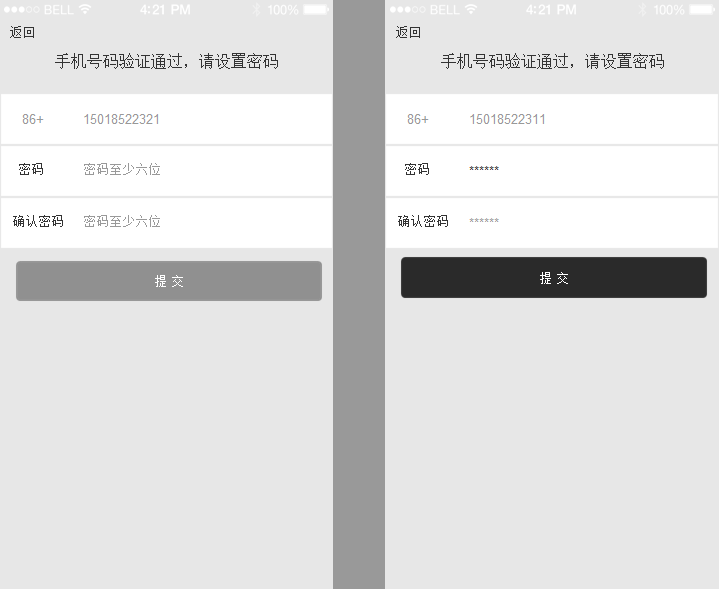 BELL 4:21 PM 100%
返回
手机号码验证通过，请设置密码
86+ 15018522321
密码 密码至少六位
确认密码 密码至少六位
提 交
BELL 4:21 PM 100%
返回
手机号码验证通过，请设置密码
86+ 15018522311
密码 ******
确认密码 ******
提 交